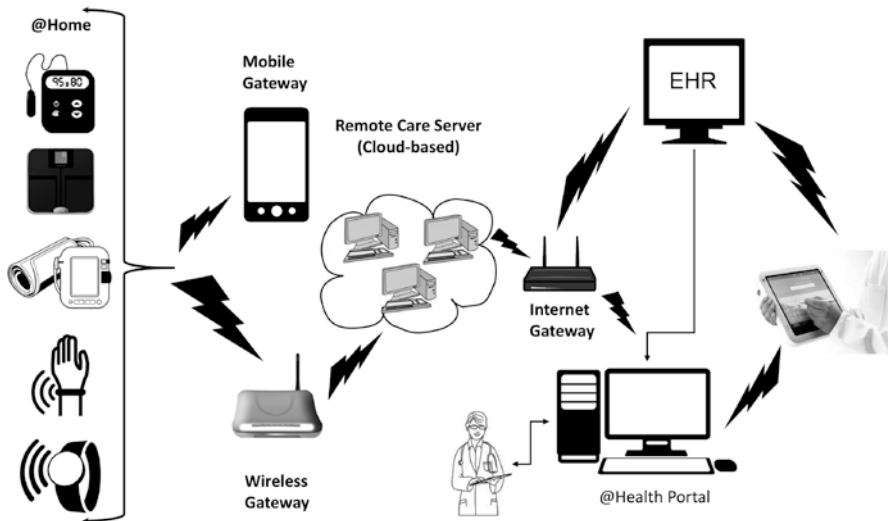 @Home
95 80
Mobile
Gateway
Remote Care Server
(Cloud-based)
EHR
Internet
Gateway
Wireless
Gateway
@Health Portal